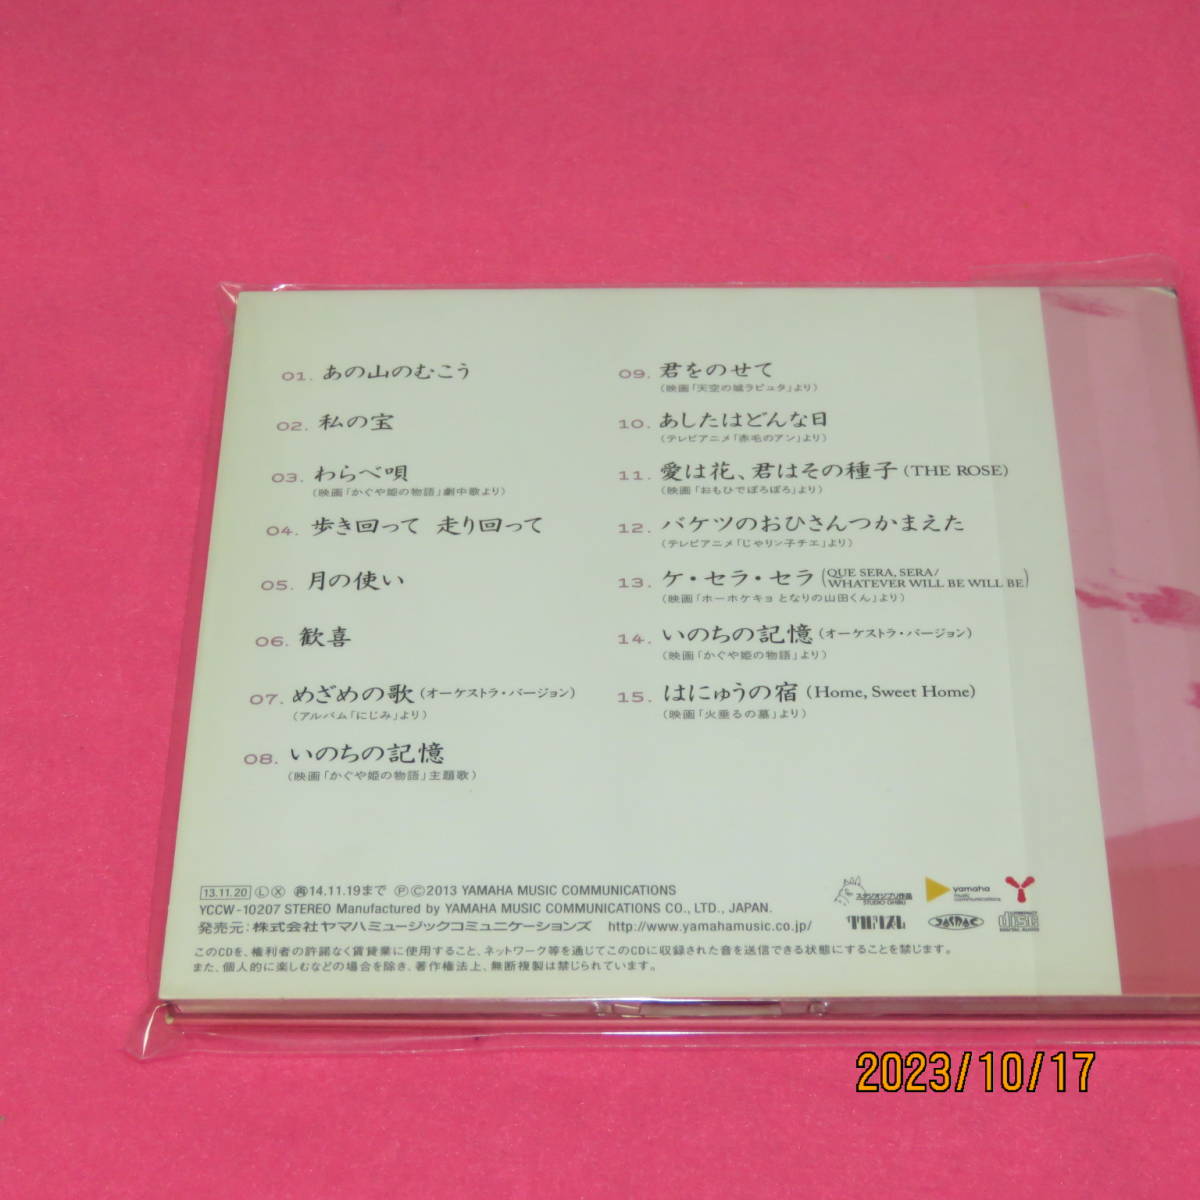 01. あの山のむこう
02. 私の宝
03. わらべ唄
(映画「かぐや姫の物語」劇中歌より)
04. 歩き回って 走り回って
05. 月の使い
06. 歓喜
07. めざめの歌(オーケストラ・バージョン)
(アルバム「にじみ」より)
08. いのちの記憶
(映画「かぐや姫の物語」主題歌)
09. 君をのせて
(映画「天空の城ラピュタ」より)
10. あしたはどんな日
(テレビアニメ「赤毛のアン」より)
11. 愛は花、君はその種子(THE ROSE)
(映画「おもひでぽろぽろ」より)
12. バケツのおひさんつかまえた
(テレビアニメ「じゃりン子チエ」より)
13. ケ・セラ・セラ(QUE SERA, SERA/
WHATEVER WILL BE WILL BE)
(映画「ホーホケキョ となりの山田くん」より)
14. いのちの記憶(オーケストラ・バージョン)
(映画「かぐや姫の物語」より)
15. はにゅうの宿(Home, Sweet Home)
(映画「火垂るの墓」より)
13.11.20 Ⓛ Ⓧ ㊢14.11.19まで ⓅⒸ2013 YAMAHA MUSIC COMMUNICATIONS
YCCW-10207 STEREO Manufactured by YAMAHA MUSIC COMMUNICATIONS CO., LTD., JAPAN.
発売元:株式会社ヤマハミュージックコミュニケーションズ http://www.yamahamusic.co.jp/
このCDを、権利者の許諾なく賃貸業に使用すること、ネットワーク等を通じてこのCDに収録された音を送信できる状態にすることを禁じます。
また、個人的に楽しむなどの場合を除き、著作権法上、無断複製は禁じられています。
スタジオジブリ作品
STUDIO GHIBLI
yamaha
music
communications
JASRAC
COMPACT
disc
DIGITAL AUDIO
2023/10/17